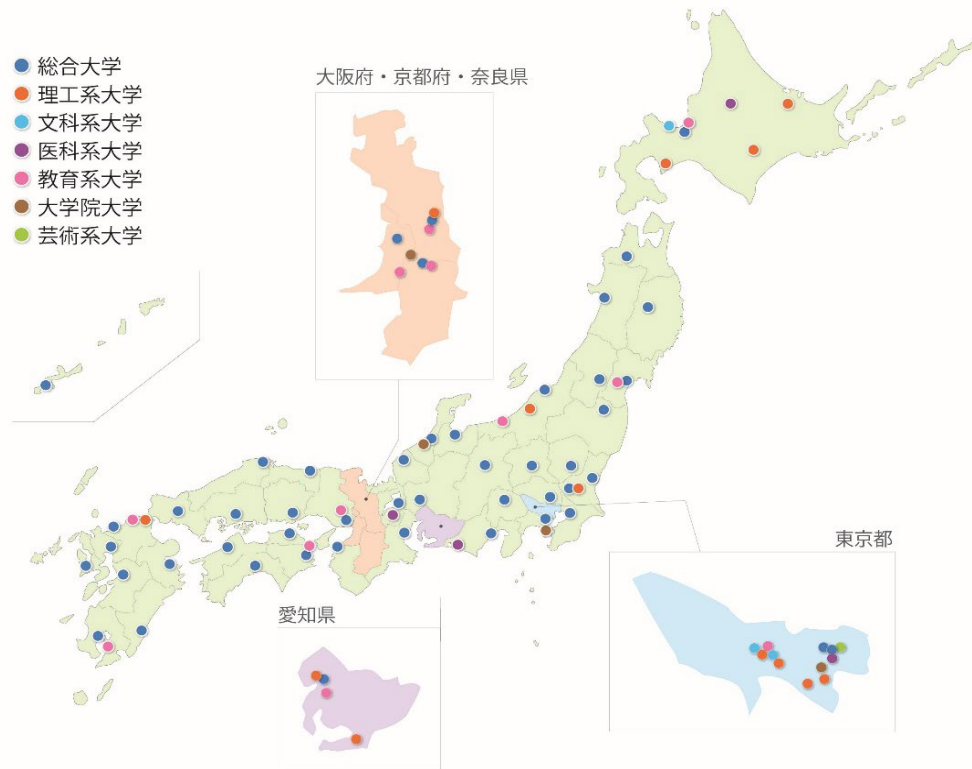 総合大学
理工系大学
文科系大学
医科系大学
教育系大学
大学院大学
芸術系大学
大阪府・京都府・奈良県
愛知県
東京都